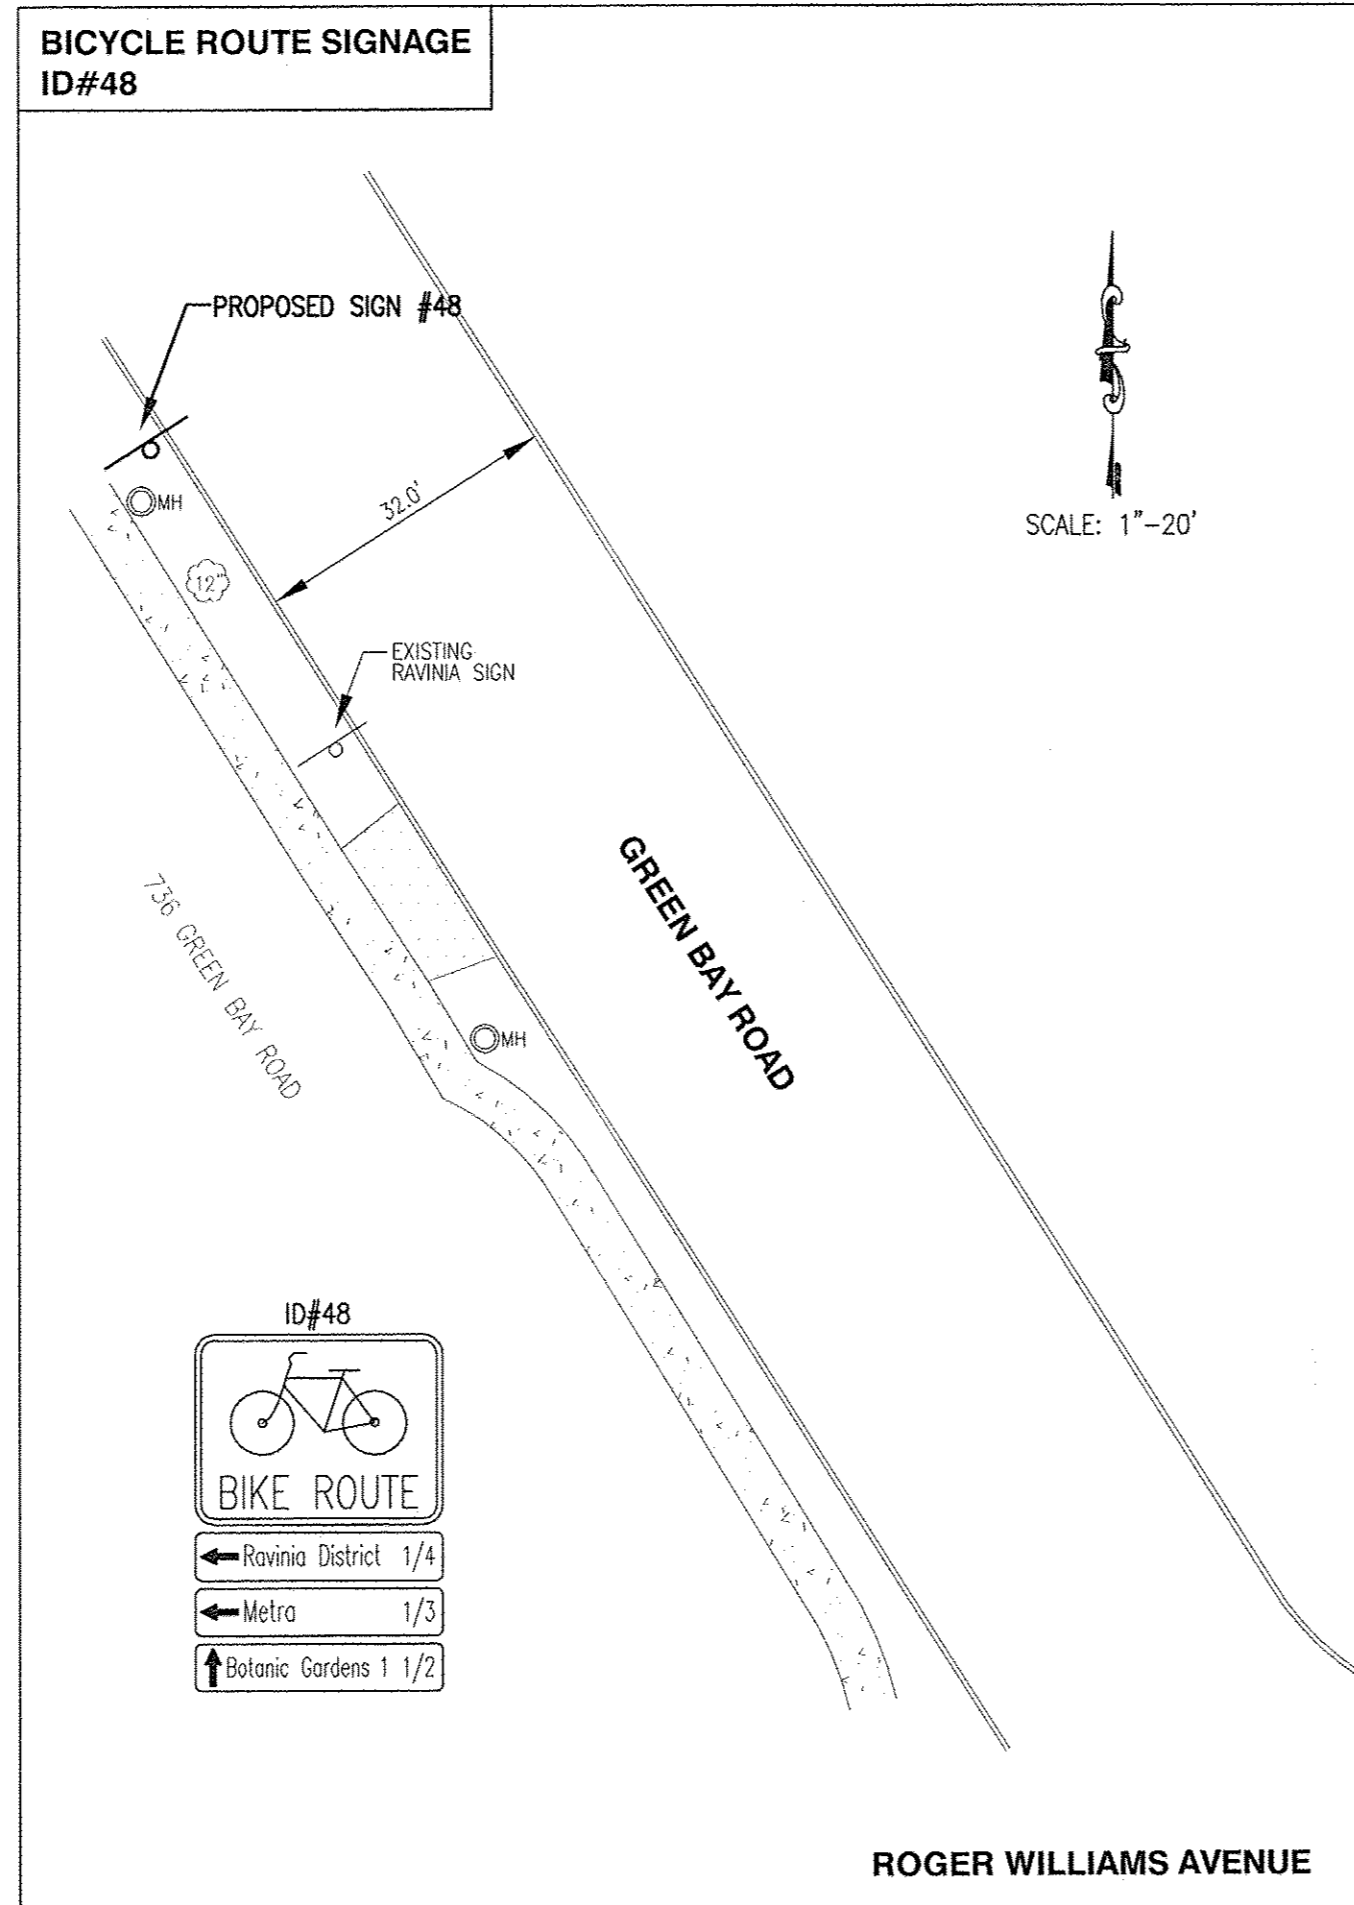 BICYCLE ROUTE SIGNAGE
ID#48
PROPOSED SIGN #48
32.0'
SCALE: 1"-20'
MH
12"
EXISTING
RAVINIA SIGN
GREEN BAY ROAD
736 GREEN BAY ROAD
MH
ID#48
BIKE ROUTE
Ravinia District 1/4
Metra 1/3
Botanic Gardens 1 1/2
ROGER WILLIAMS AVENUE